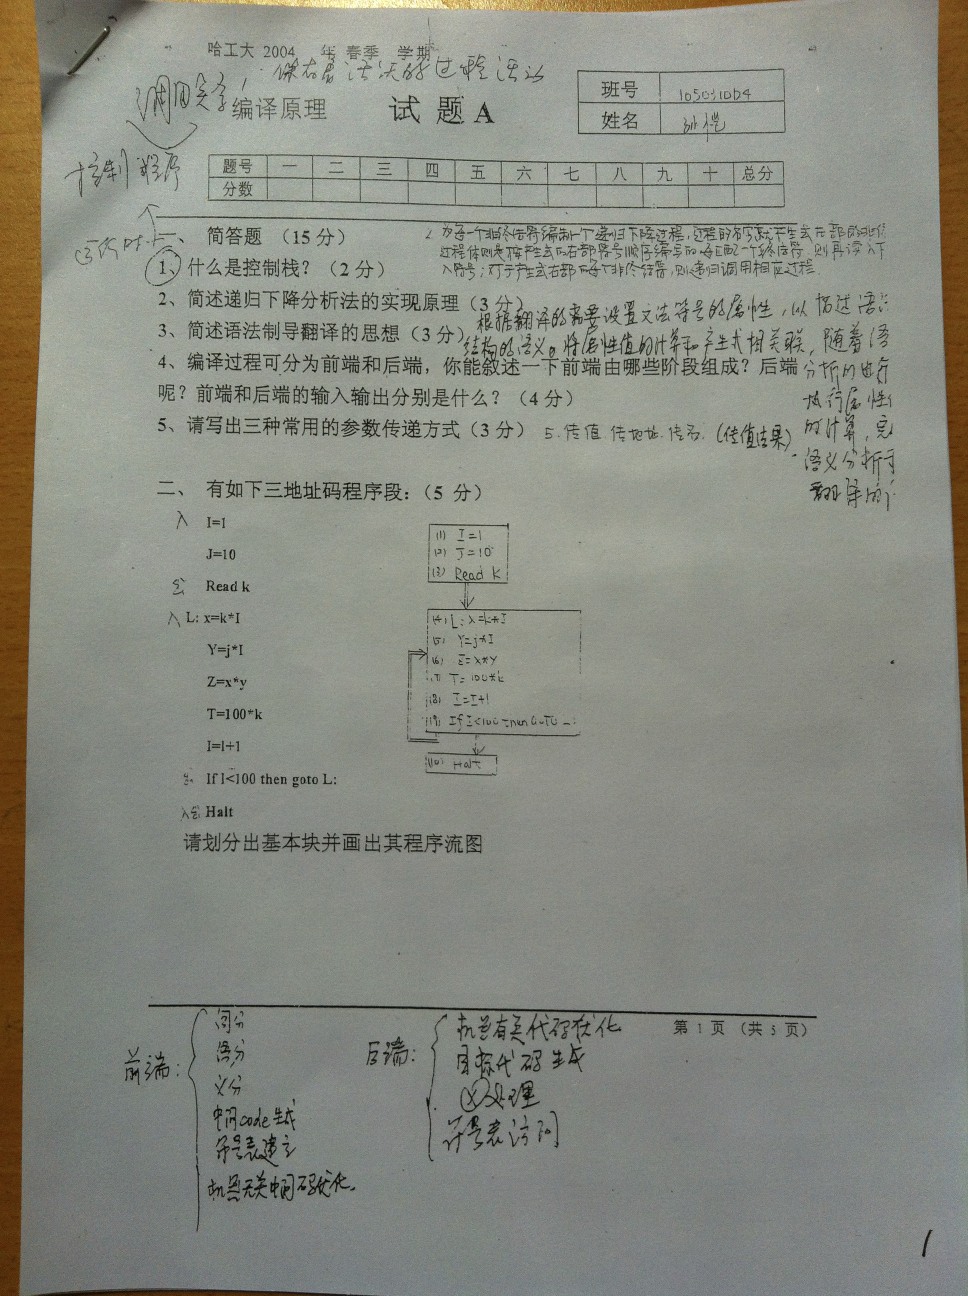 哈工大 2004 年 春季 学期
保存着活跃的过程活动
编译原理 试 题 A
班号 1050310D4
姓名
控制 程序
题号 一 二 三 四 五 六 七 八 九 十 总分
分数
一、 简答题 （15 分）
2 为每一个非终结符编制一个递归下降过程，
1、什么是控制栈？（2 分）
2、简述递归下降分析法的实现原理（3 分）
根据翻译的需要设置文法符号的属性，以描述语
3、简述语法制导翻译的思想（3 分）
结构的语义。将属性值的计算和产生式相关联，随着语
4、编译过程可分为前端和后端，你能叙述一下前端由哪些阶段组成？后端
分析的进行
呢？前端和后端的输入输出分别是什么？（4 分）
执行属性
5、请写出三种常用的参数传递方式（3 分） 5. 传值 传地址 传名. (传值结果)
的计算，完
语义分析于
翻译的
二、 有如下三地址码程序段：（5 分）
入 I=1
J=10
出 Read k
入 L: x=k*I
Y=j*I
Z=x*y
T=100*k
I=I+1
出 If I<100 then goto L:
入出 Halt
(1) I=1
(2) J=10
(3) Read K
(4) L: x=k*I
(5) Y=j*I
(6) Z=x*y
(7) T=100*k
(8) I=I+1
(9) If I<100 then GOTO L:
(10) Halt
请划分出基本块并画出其程序流图
第 1 页 （共 5 页）
前端：
词分
语分
义分
中间code生成
符号表建立
机器无关中间码优化.
后端：
机器有关代码优化
目标代码生成
处理
符号表访问
1